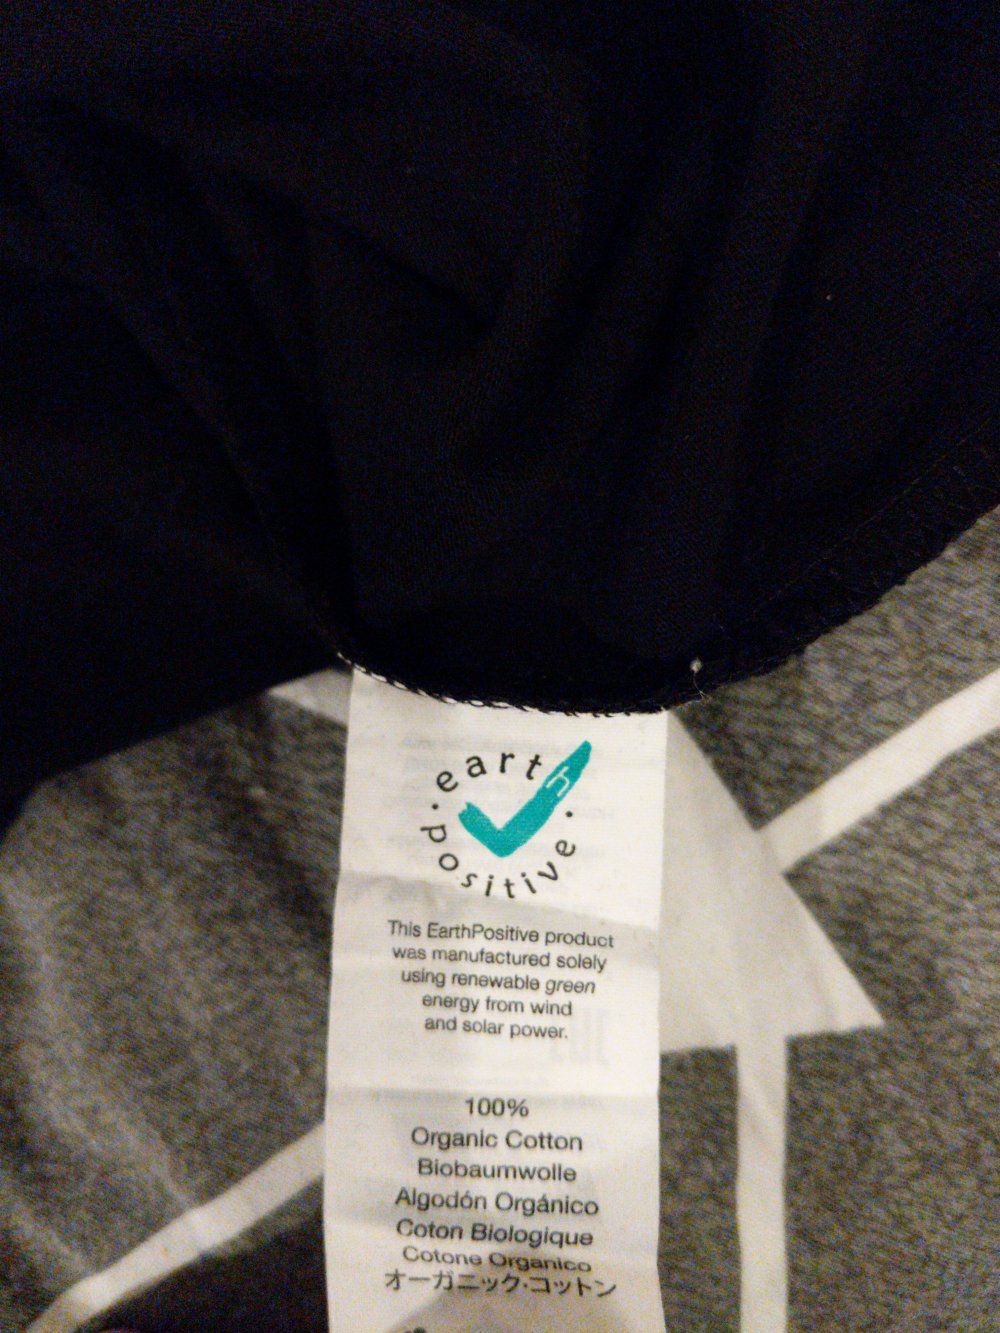 earth
positive
This EarthPositive product
was manufactured solely
using renewable green
energy from wind
and solar power.
100%
Organic Cotton
Biobaumwolle
Algodón Orgánico
Coton Biologique
Cotone Organico
オーガニック・コットン